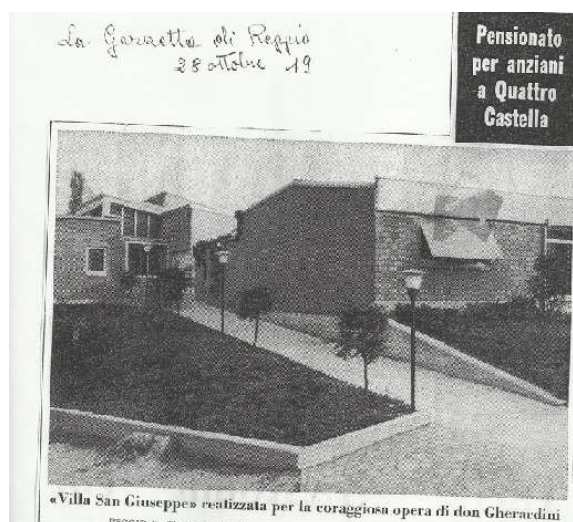 La Gazzetta di Reggio
28 ottobre 19
Pensionato
per anziani
a Quattro
Castella
«Villa San Giuseppe» realizzata per la coraggiosa opera di don Gherardini